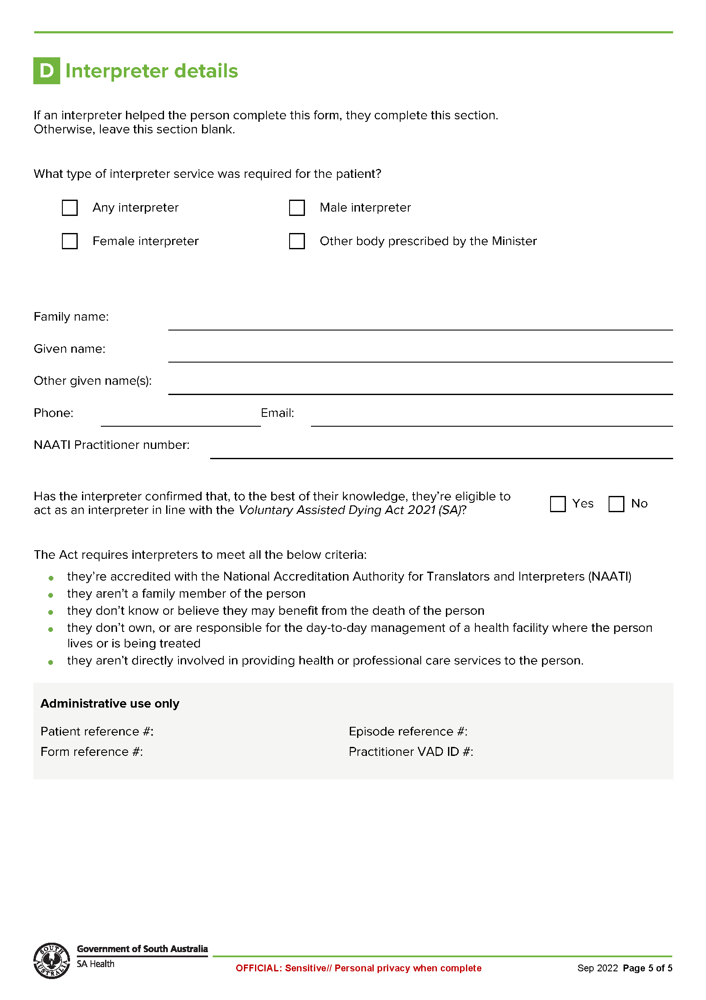 D Interpreter details
If an interpreter helped the person complete this form, they complete this section.
Otherwise, leave this section blank.
What type of interpreter service was required for the patient?
Any interpreter
Male interpreter
Female interpreter
Other body prescribed by the Minister
Family name:
Given name:
Other given name(s):
Phone: Email:
NAATI Practitioner number:
Has the interpreter confirmed that, to the best of their knowledge, they’re eligible to
act as an interpreter in line with the Voluntary Assisted Dying Act 2021 (SA)?
Yes No
The Act requires interpreters to meet all the below criteria:
• they’re accredited with the National Accreditation Authority for Translators and Interpreters (NAATI)
• they aren’t a family member of the person
• they don’t know or believe they may benefit from the death of the person
• they don’t own, or are responsible for the day-to-day management of a health facility where the person
lives or is being treated
• they aren’t directly involved in providing health or professional care services to the person.
Administrative use only
Patient reference #: Episode reference #:
Form reference #: Practitioner VAD ID #:
SOUTH AUSTRALIA
Government of South Australia
SA Health
OFFICIAL: Sensitive// Personal privacy when complete
Sep 2022 Page 5 of 5